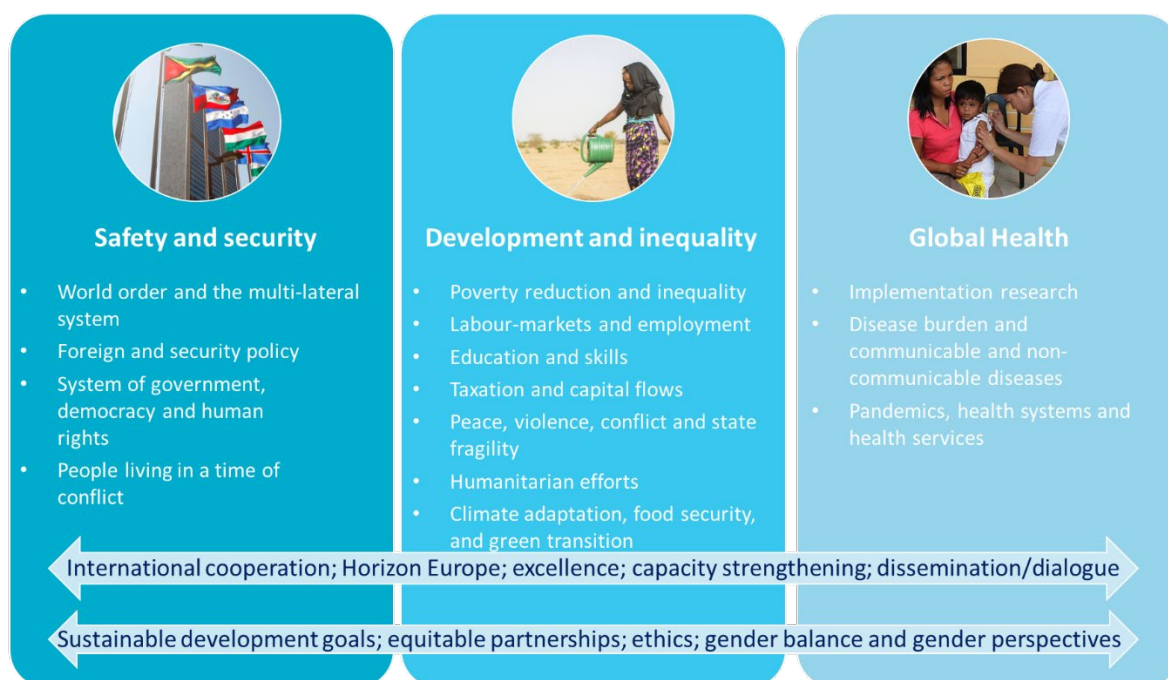 Safety and security
• World order and the multi-lateral
system
• Foreign and security policy
• System of government,
democracy and human
rights
• People living in a time of
conflict
Development and inequality
• Poverty reduction and inequality
• Labour-markets and employment
• Education and skills
• Taxation and capital flows
• Peace, violence, conflict and state
fragility
• Humanitarian efforts
• Climate adaptation, food security,
and green transition
Global Health
• Implementation research
• Disease burden and
communicable and non-
communicable diseases
• Pandemics, health systems and
health services
International cooperation; Horizon Europe; excellence; capacity strengthening; dissemination/dialogue
Sustainable development goals; equitable partnerships; ethics; gender balance and gender perspectives